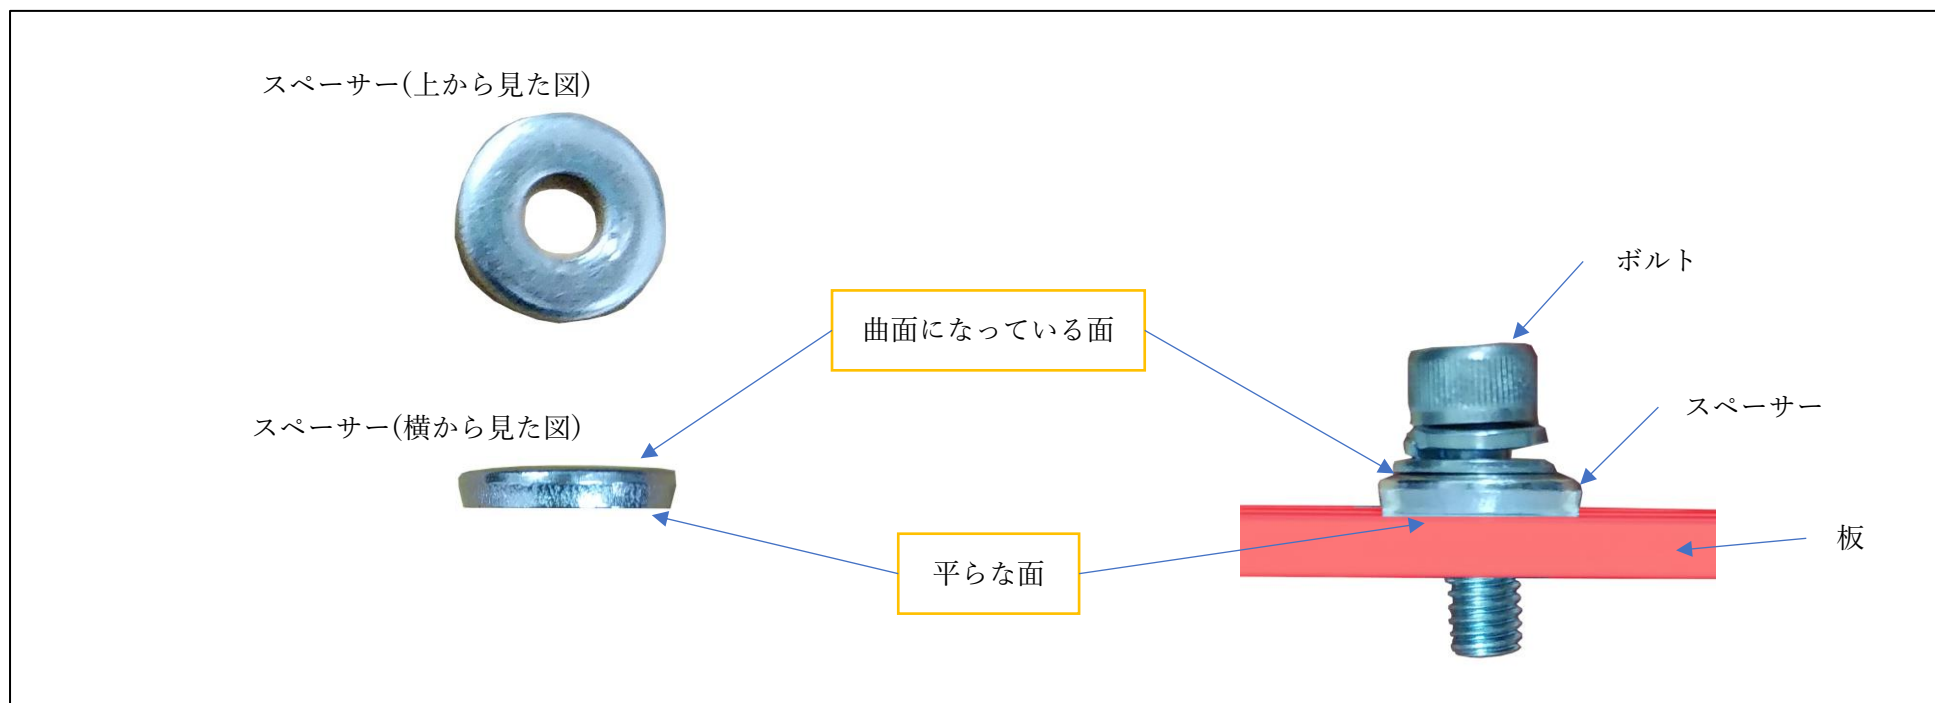 スペーサー(上から見た図)
ボルト
曲面になっている面
スペーサー
スペーサー(横から見た図)
板
平らな面